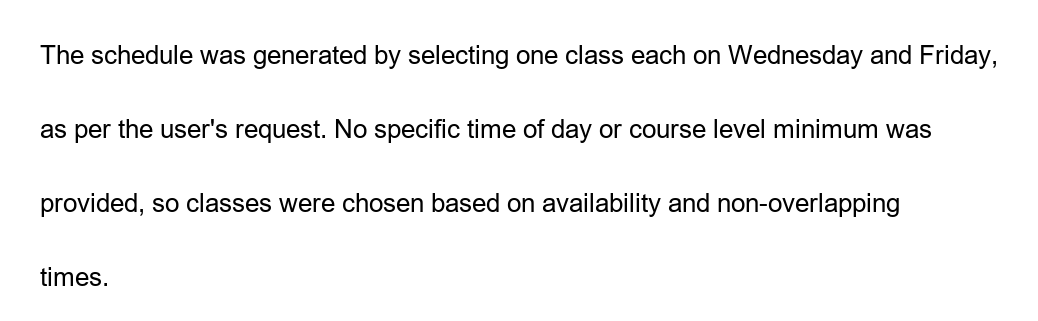 The schedule was generated by selecting one class each on Wednesday and Friday,
as per the user's request. No specific time of day or course level minimum was
provided, so classes were chosen based on availability and non-overlapping
times.